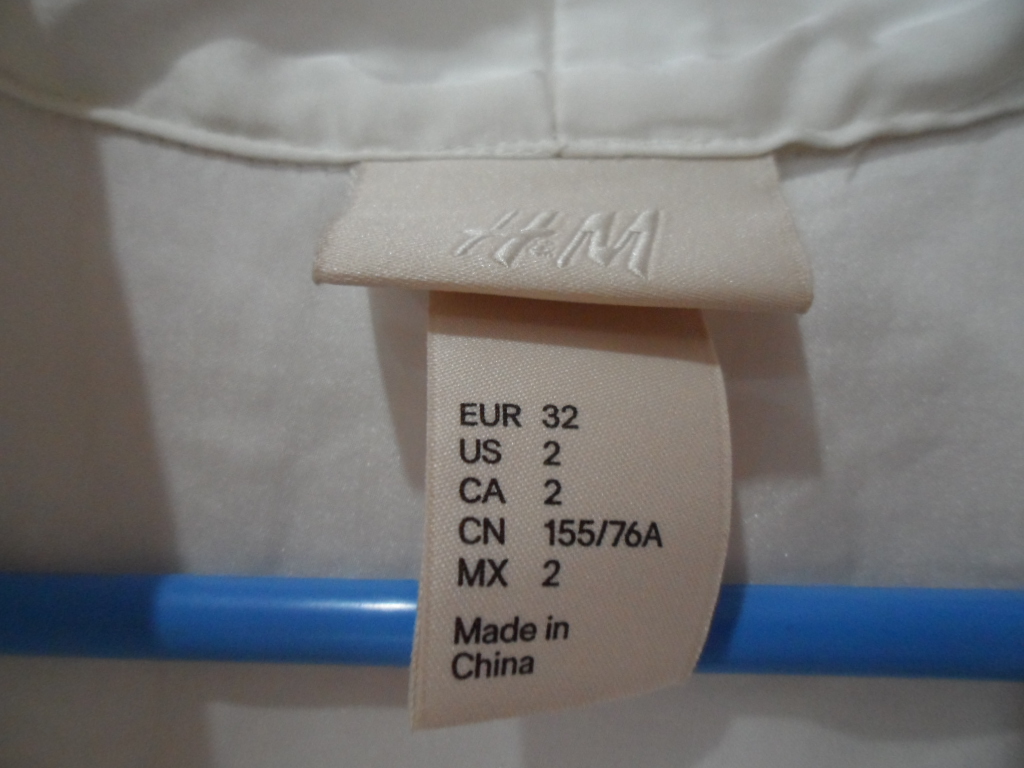 H&M
EUR 32
US 2
CA 2
CN 155/76A
MX 2
Made in
China